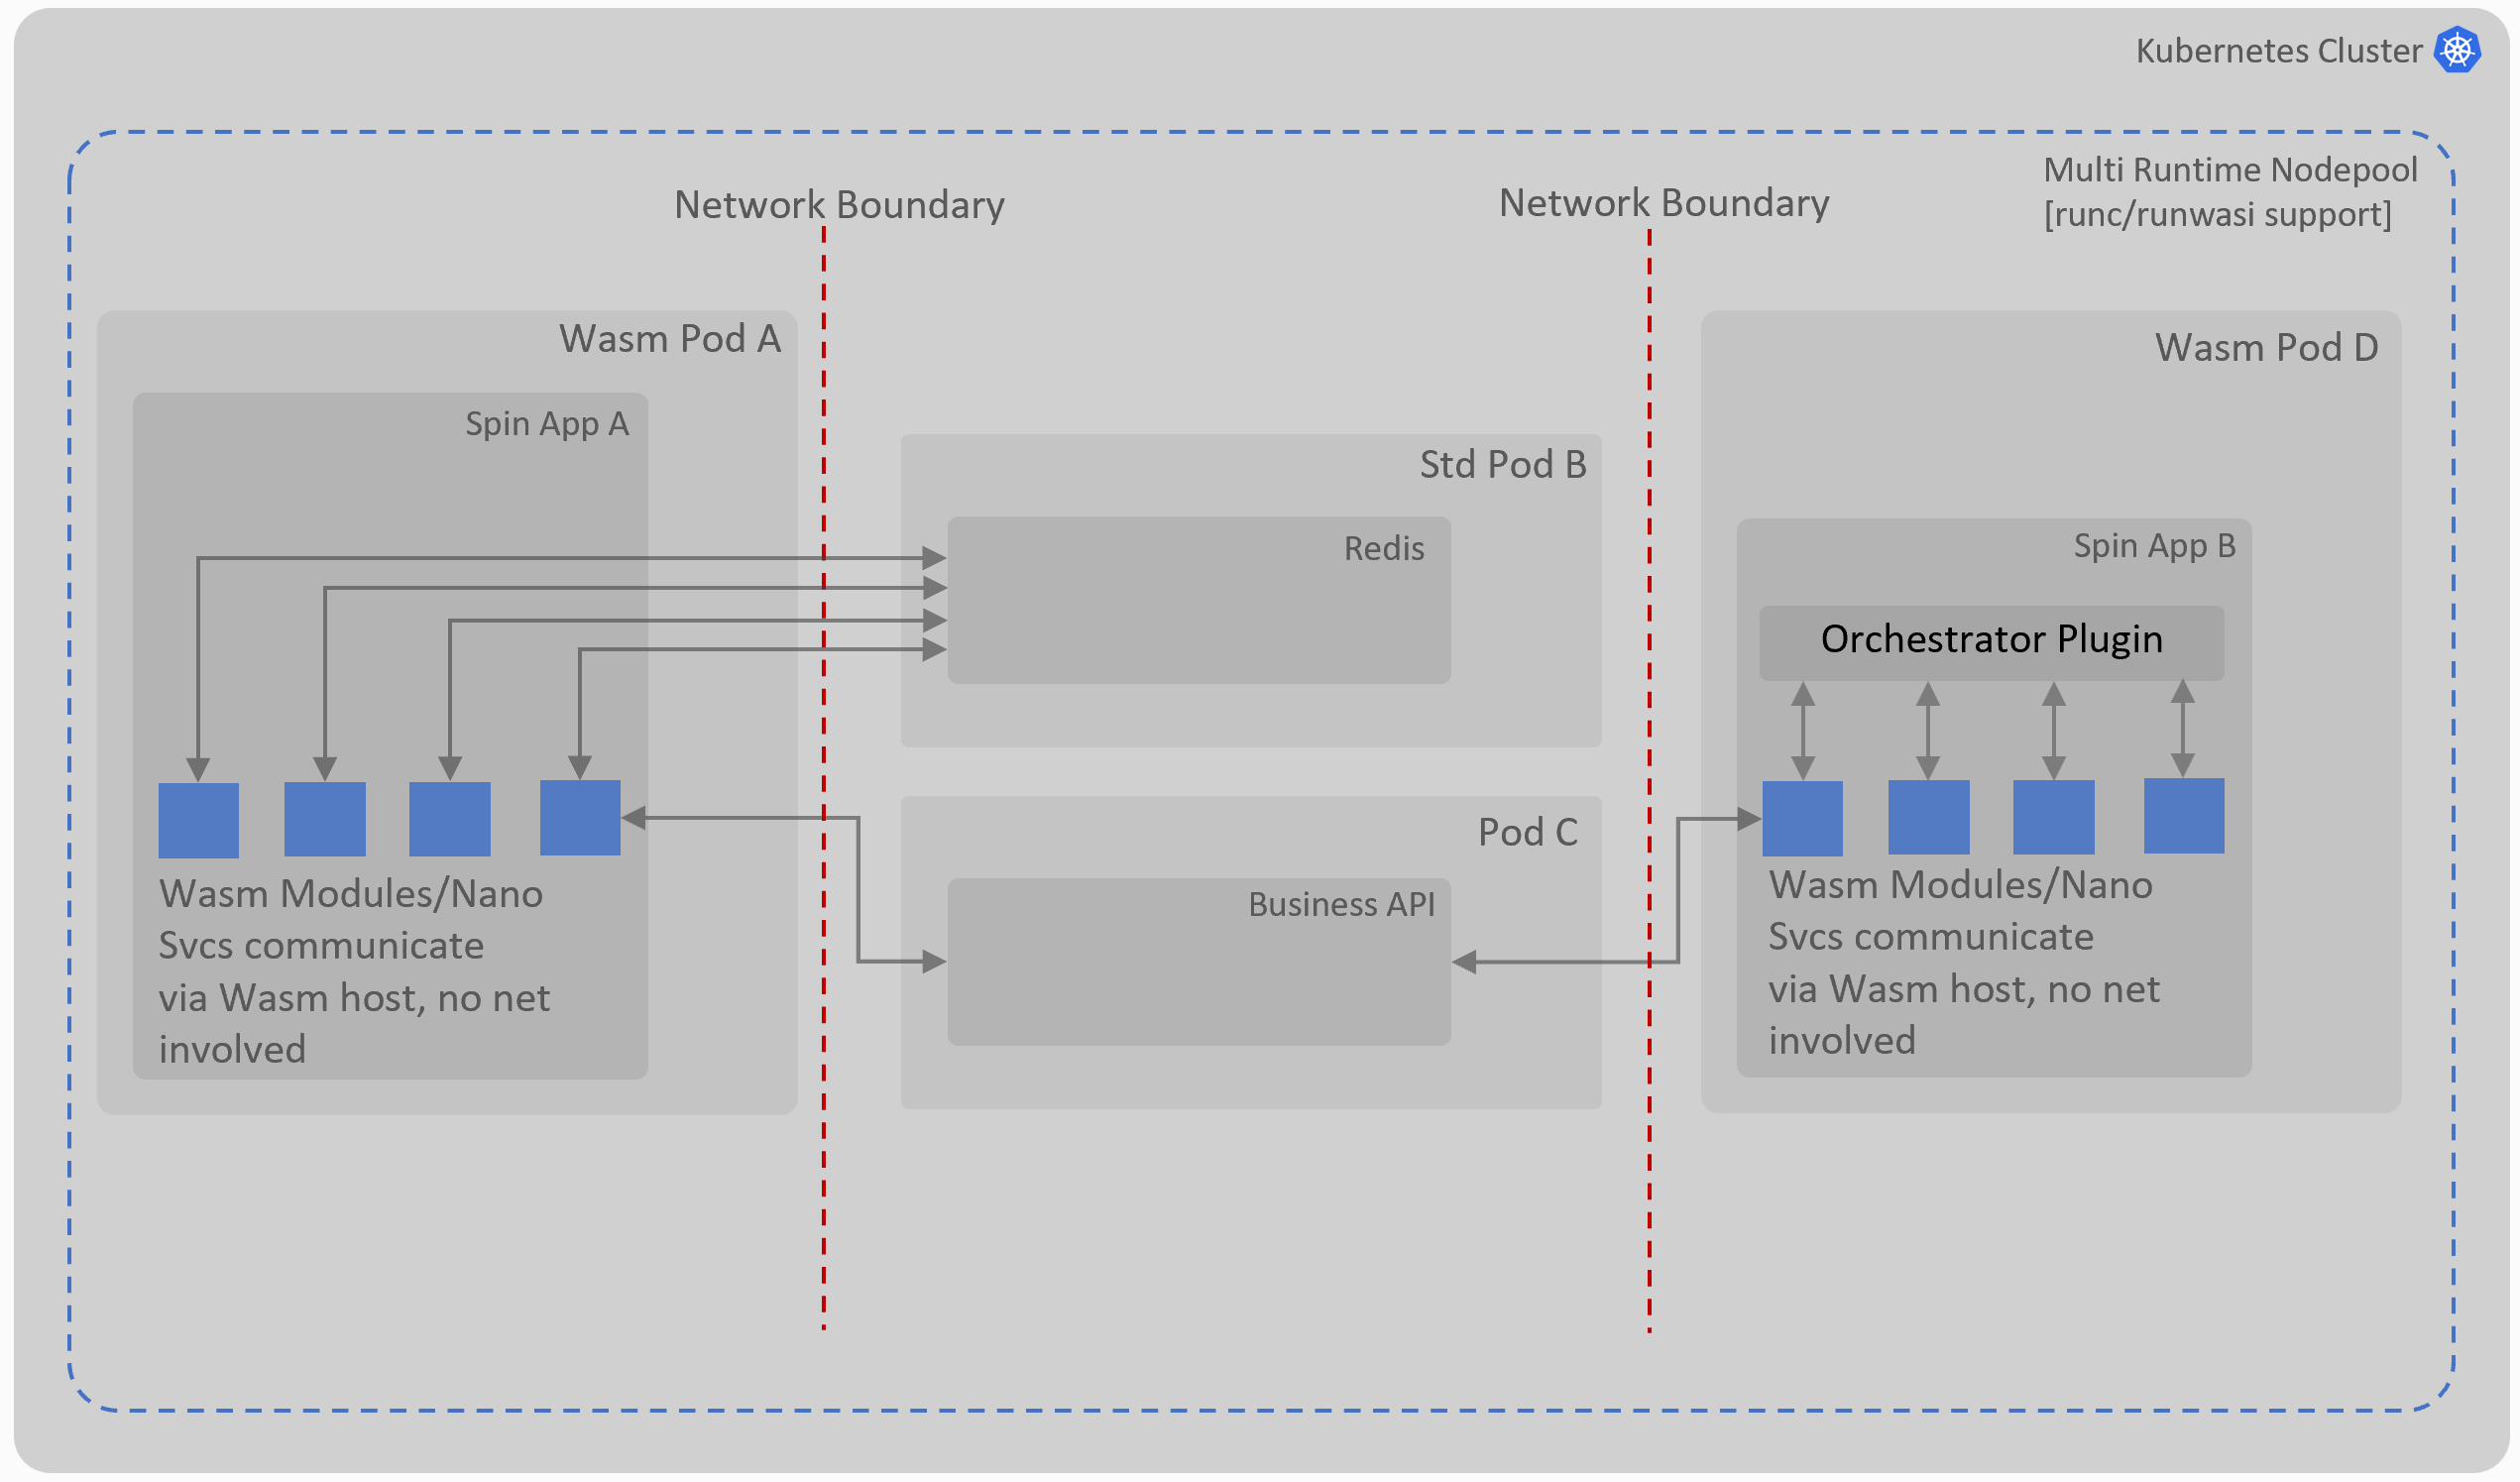 Kubernetes Cluster
Multi Runtime Nodepool
[runc/runwasi support]
Network Boundary
Network Boundary
Wasm Pod A
Spin App A
Wasm Modules/Nano
Svcs communicate
via Wasm host, no net
involved
Std Pod B
Redis
Pod C
Business API
Wasm Pod D
Spin App B
Orchestrator Plugin
Wasm Modules/Nano
Svcs communicate
via Wasm host, no net
involved